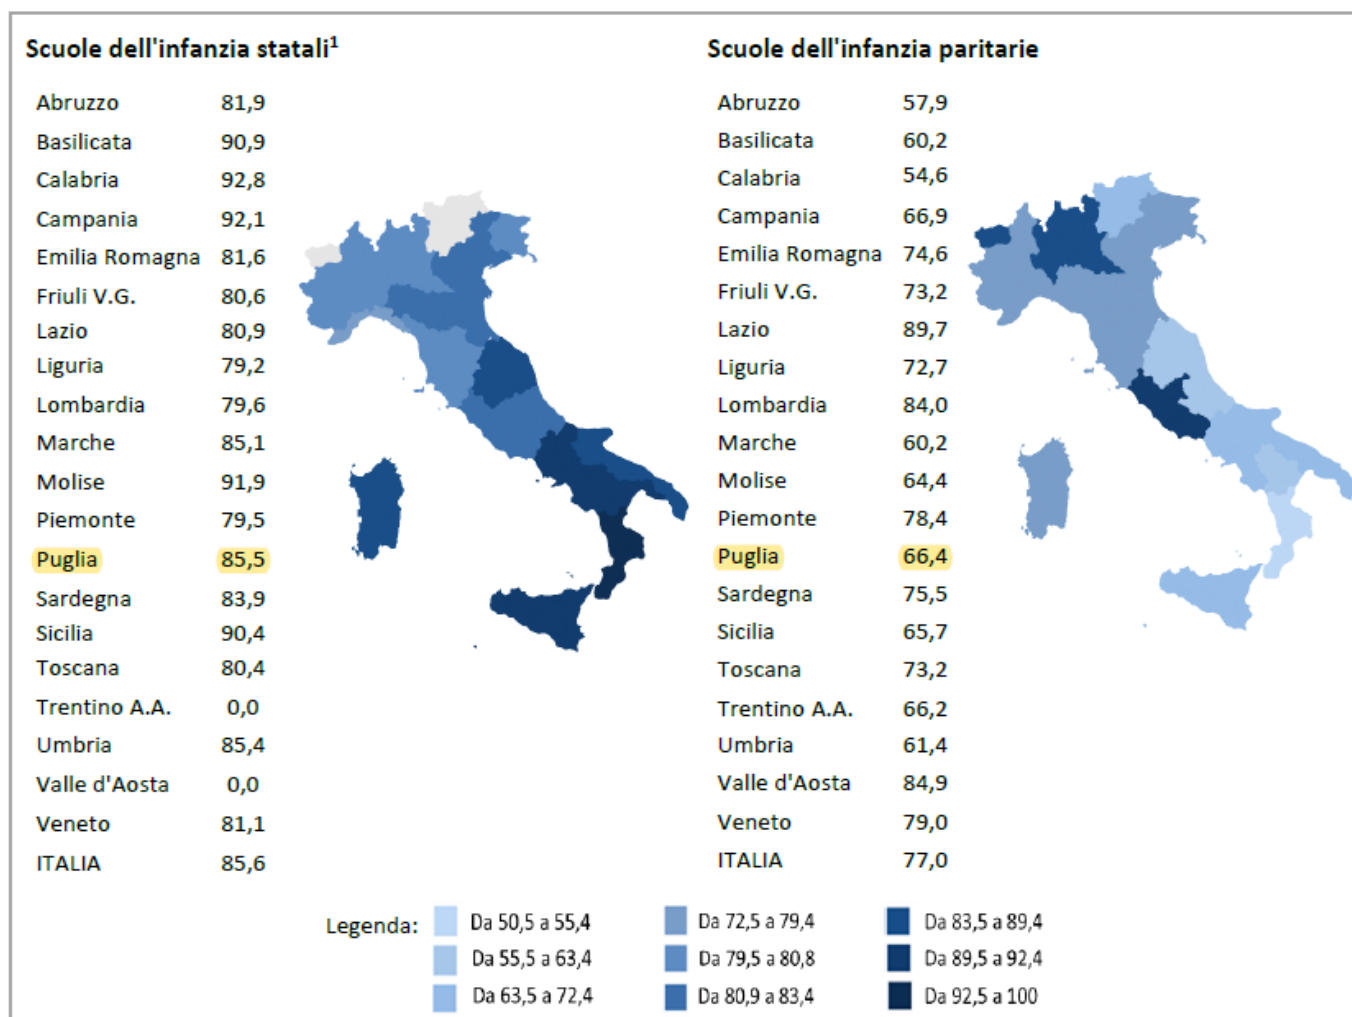 Scuole dell'infanzia statali¹
Abruzzo 81,9
Basilicata 90,9
Calabria 92,8
Campania 92,1
Emilia Romagna 81,6
Friuli V.G. 80,6
Lazio 80,9
Liguria 79,2
Lombardia 79,6
Marche 85,1
Molise 91,9
Piemonte 79,5
Puglia 85,5
Sardegna 83,9
Sicilia 90,4
Toscana 80,4
Trentino A.A. 0,0
Umbria 85,4
Valle d'Aosta 0,0
Veneto 81,1
ITALIA 85,6
Scuole dell'infanzia paritarie
Abruzzo 57,9
Basilicata 60,2
Calabria 54,6
Campania 66,9
Emilia Romagna 74,6
Friuli V.G. 73,2
Lazio 89,7
Liguria 72,7
Lombardia 84,0
Marche 60,2
Molise 64,4
Piemonte 78,4
Puglia 66,4
Sardegna 75,5
Sicilia 65,7
Toscana 73,2
Trentino A.A. 66,2
Umbria 61,4
Valle d'Aosta 84,9
Veneto 79,0
ITALIA 77,0
Legenda:
Da 50,5 a 55,4
Da 55,5 a 63,4
Da 63,5 a 72,4
Da 72,5 a 79,4
Da 79,5 a 80,8
Da 80,9 a 83,4
Da 83,5 a 89,4
Da 89,5 a 92,4
Da 92,5 a 100